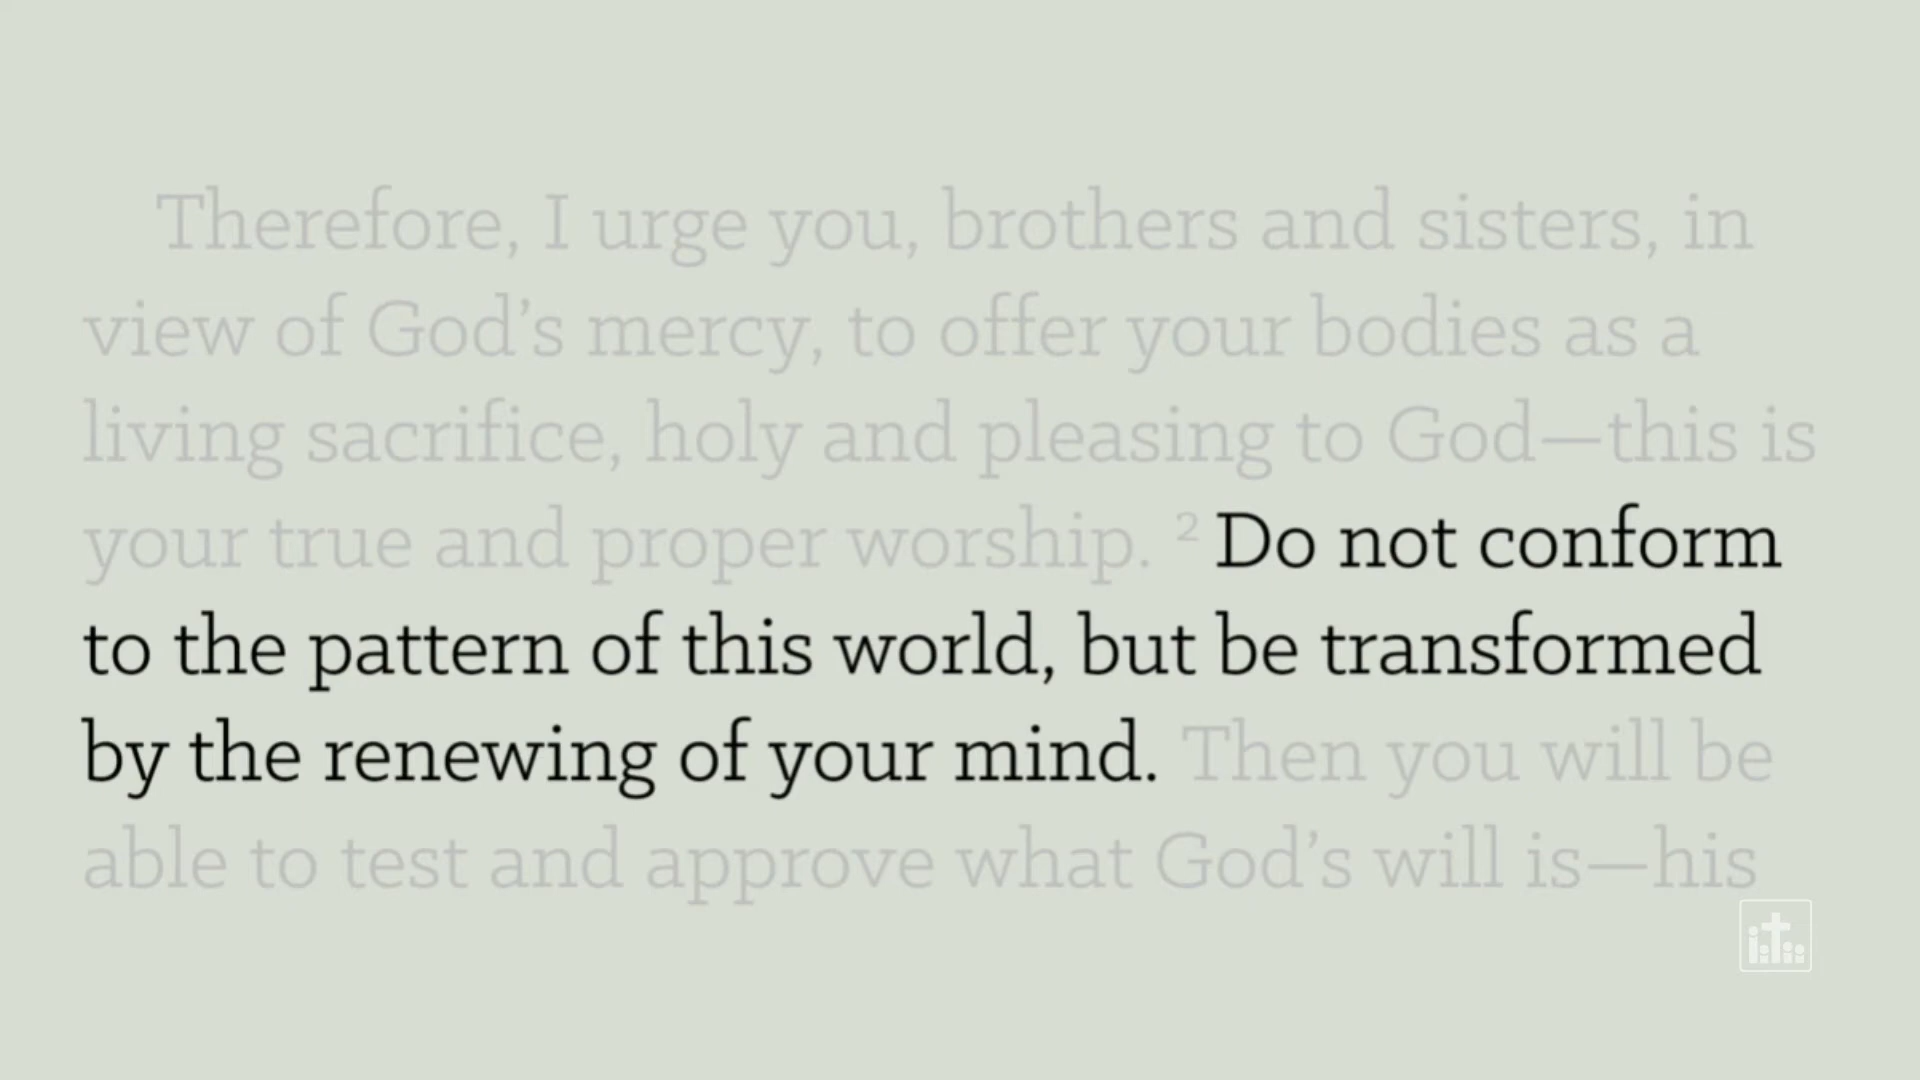 Therefore, I urge you, brothers and sisters, in
view of God’s mercy, to offer your bodies as a
living sacrifice, holy and pleasing to God—this is
your true and proper worship. ² Do not conform
to the pattern of this world, but be transformed
by the renewing of your mind. Then you will be
able to test and approve what God’s will is—his